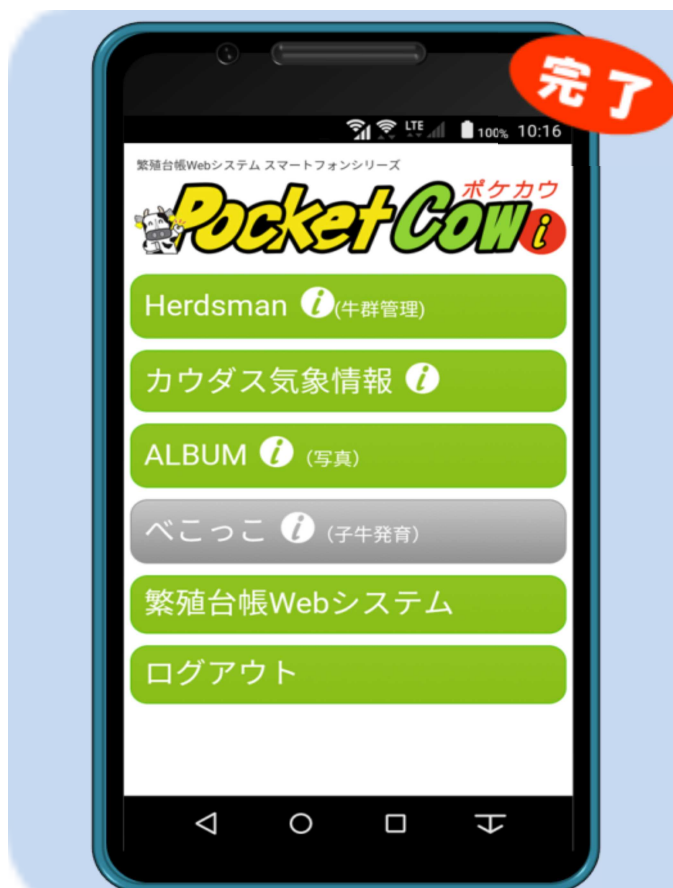 完了
LTE 100% 10:16
繁殖台帳Webシステム スマートフォンシリーズ
ポケカウ
PocketCow i
Herdsman i (牛群管理)
カウダス気象情報 i
ALBUM i (写真)
べこっこ i (子牛発育)
繁殖台帳Webシステム
ログアウト